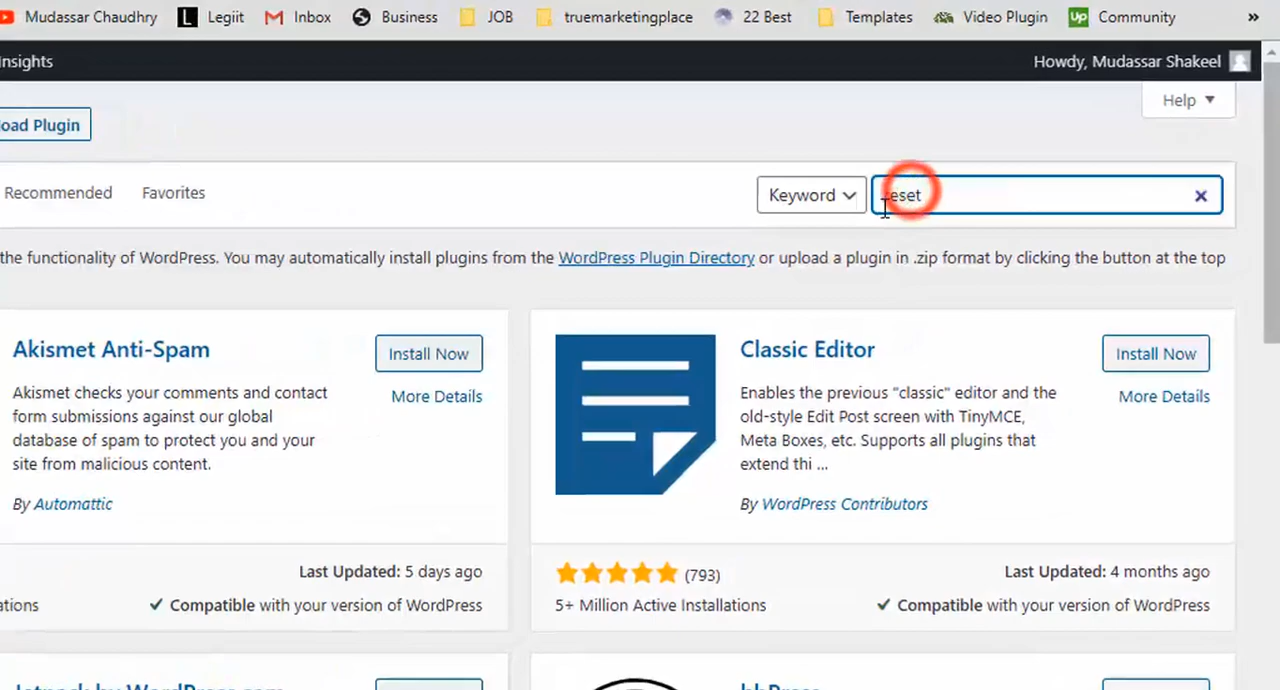 Mudassar Chaudhry Legiit Inbox Business JOB truemarketingplace 22 Best Templates Video Plugin Up Community »
Insights Howdy, Mudassar Shakeel
Help ▼
oad Plugin
Recommended Favorites Keyword reset ×
the functionality of WordPress. You may automatically install plugins from the WordPress Plugin Directory or upload a plugin in .zip format by clicking the button at the top
Akismet Anti-Spam
Install Now
More Details
Akismet checks your comments and contact
form submissions against our global
database of spam to protect you and your
site from malicious content.
By Automattic
Last Updated: 5 days ago
ations ✔ Compatible with your version of WordPress
Classic Editor
Install Now
More Details
Enables the previous "classic" editor and the
old-style Edit Post screen with TinyMCE,
Meta Boxes, etc. Supports all plugins that
extend thi ...
By WordPress Contributors
(793) Last Updated: 4 months ago
5+ Million Active Installations ✔ Compatible with your version of WordPress
Jetpack by WordPress.com
bbPress